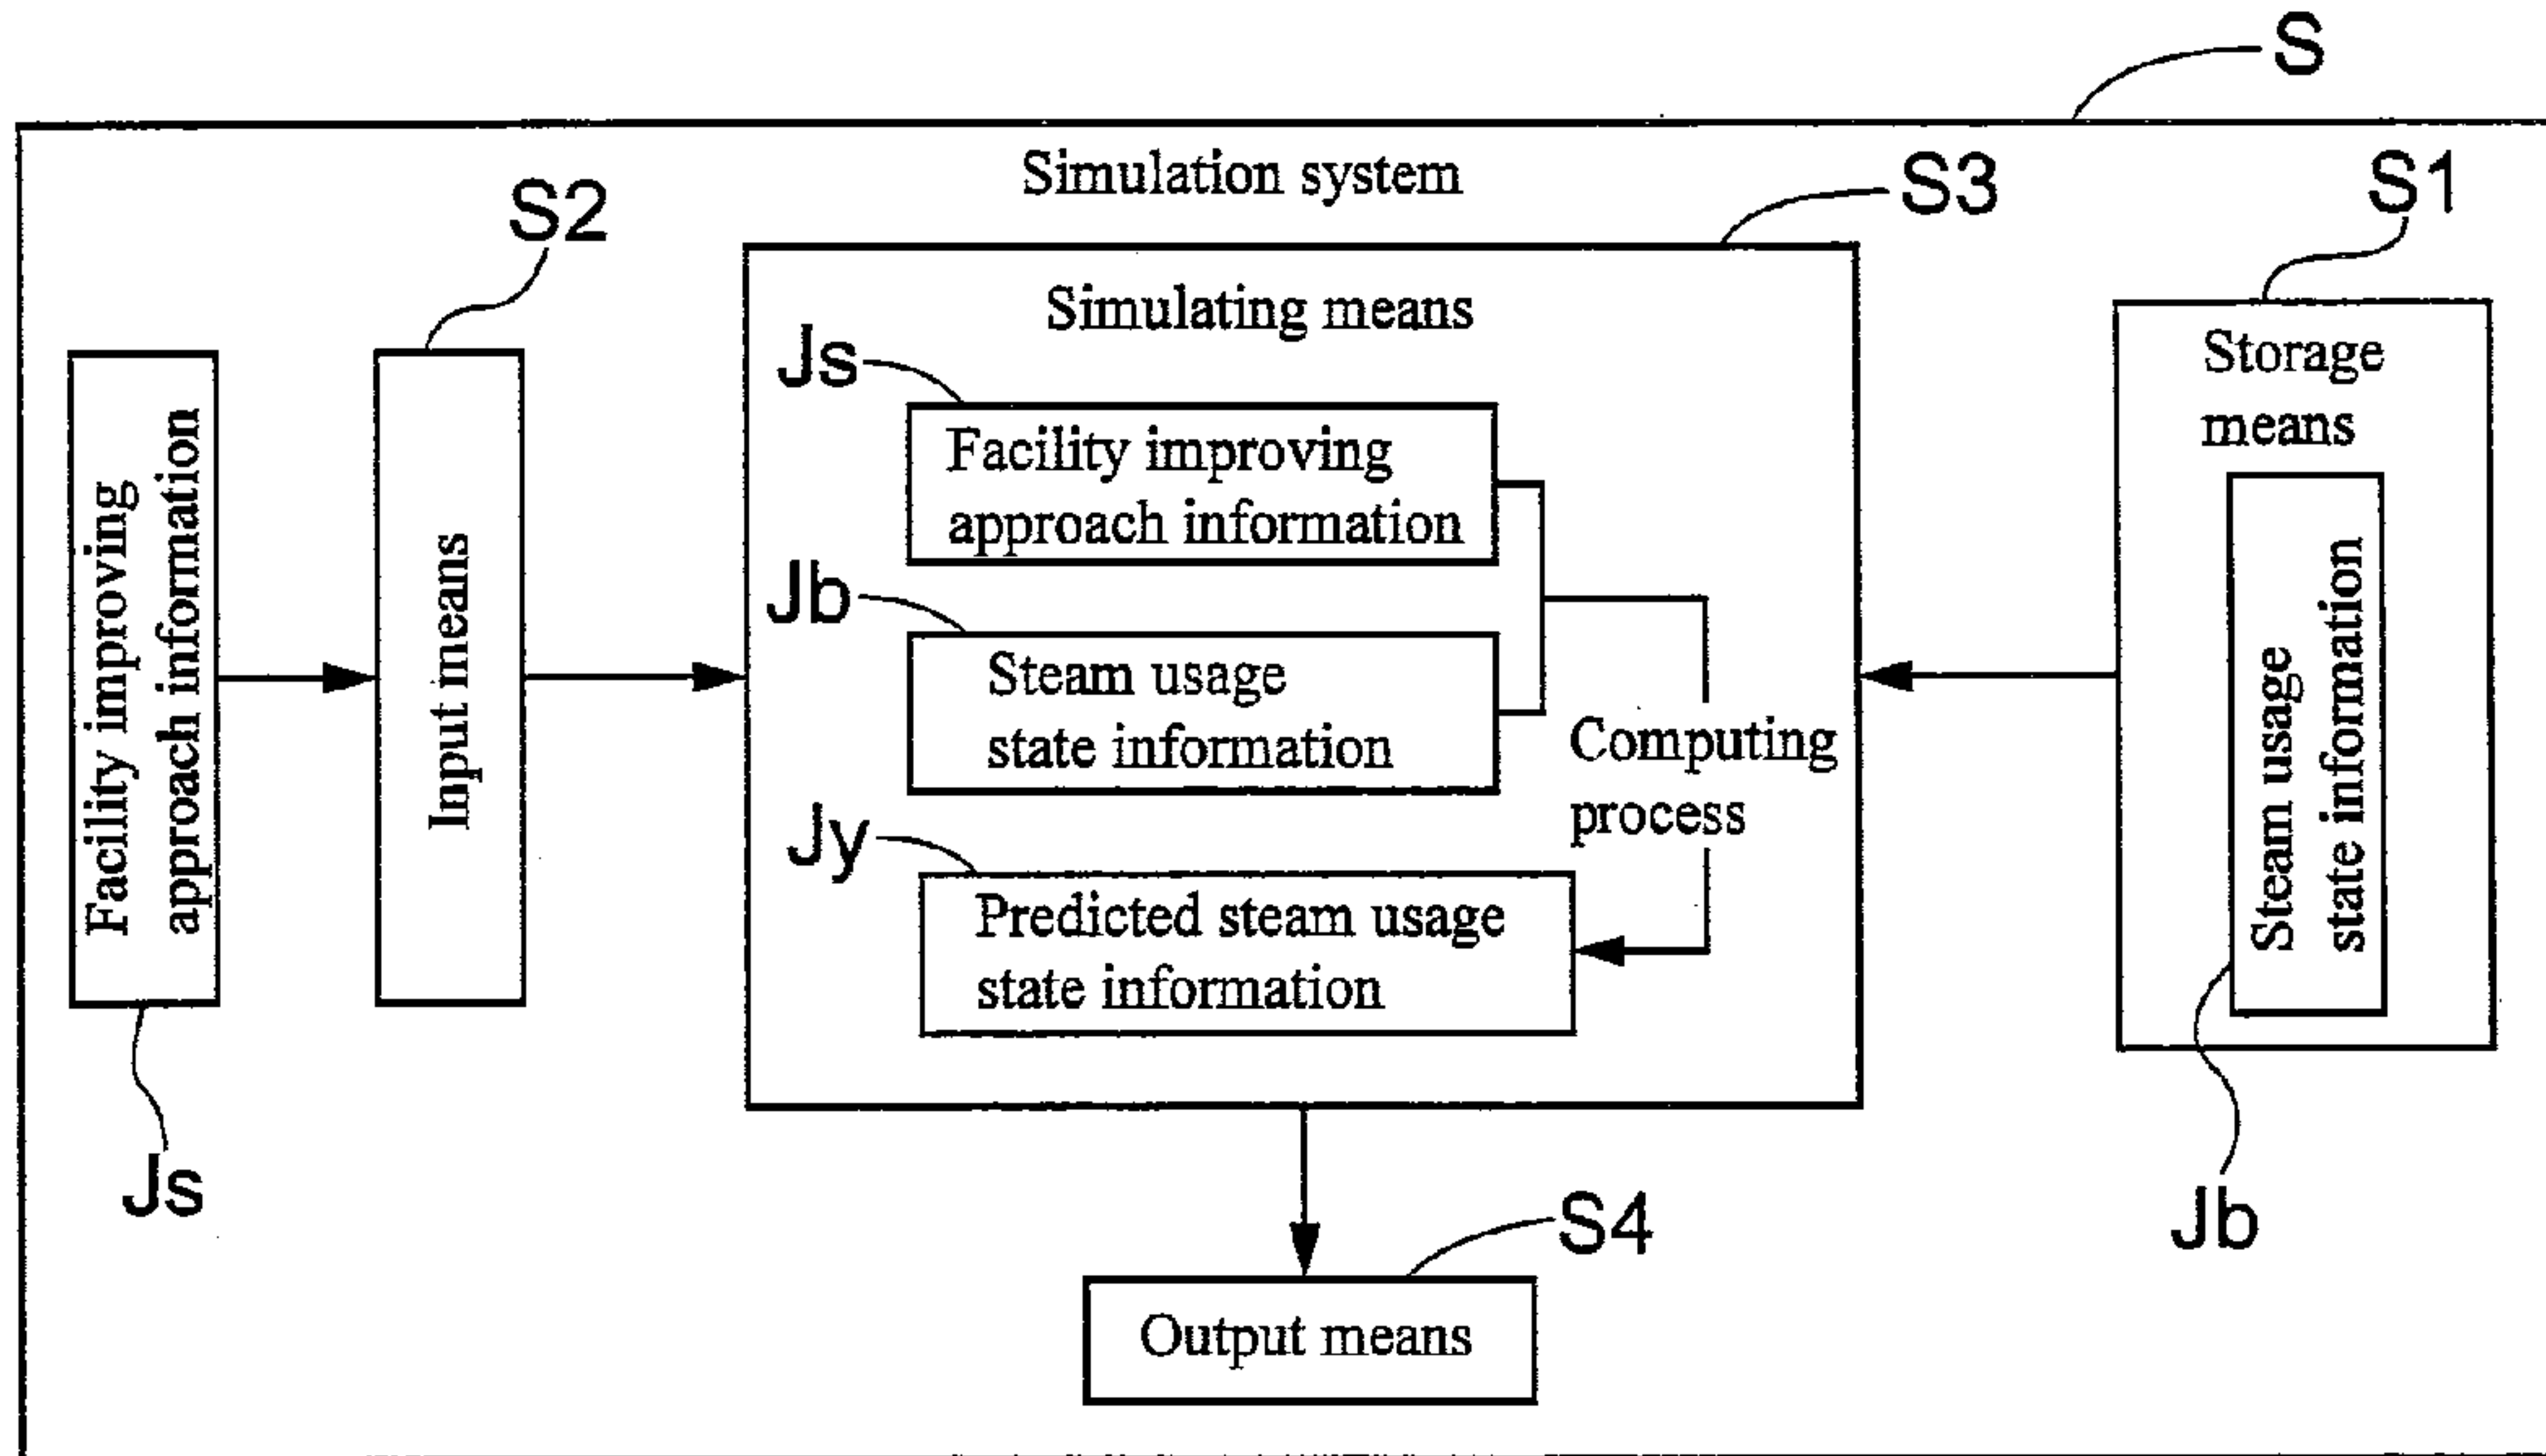 S
Simulation system
S2
S3
S1
Simulating means
Storage
means
Js
Facility improving
approach information
Facility improving
approach information
Input means
Jb
Steam usage
state information
Computing
process
Steam usage
state information
Jy
Predicted steam usage
state information
Js
Jb
S4
Output means